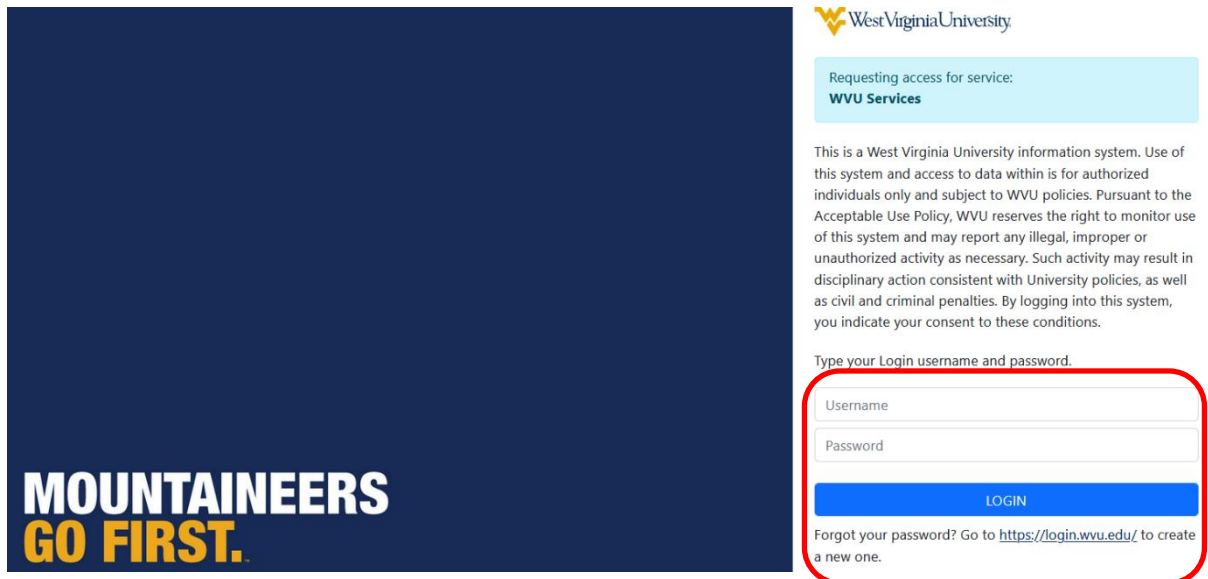 MOUNTAINEERS
GO FIRST.
West Virginia University.
Requesting access for service:
WVU Services
This is a West Virginia University information system. Use of
this system and access to data within is for authorized
individuals only and subject to WVU policies. Pursuant to the
Acceptable Use Policy, WVU reserves the right to monitor use
of this system and may report any illegal, improper or
unauthorized activity as necessary. Such activity may result in
disciplinary action consistent with University policies, as well
as civil and criminal penalties. By logging into this system,
you indicate your consent to these conditions.
Type your Login username and password.
Username
Password
LOGIN
Forgot your password? Go to https://login.wvu.edu/ to create
a new one.